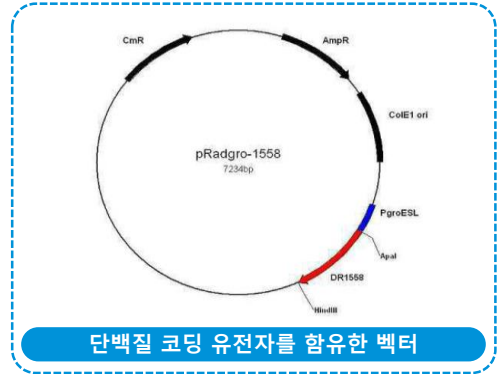 CmR
AmpR
ColE1 ori
pRadgro-1558
7234bp
PgroESL
ApaI
DR1558
HindIII
단백질 코딩 유전자를 함유한 벡터